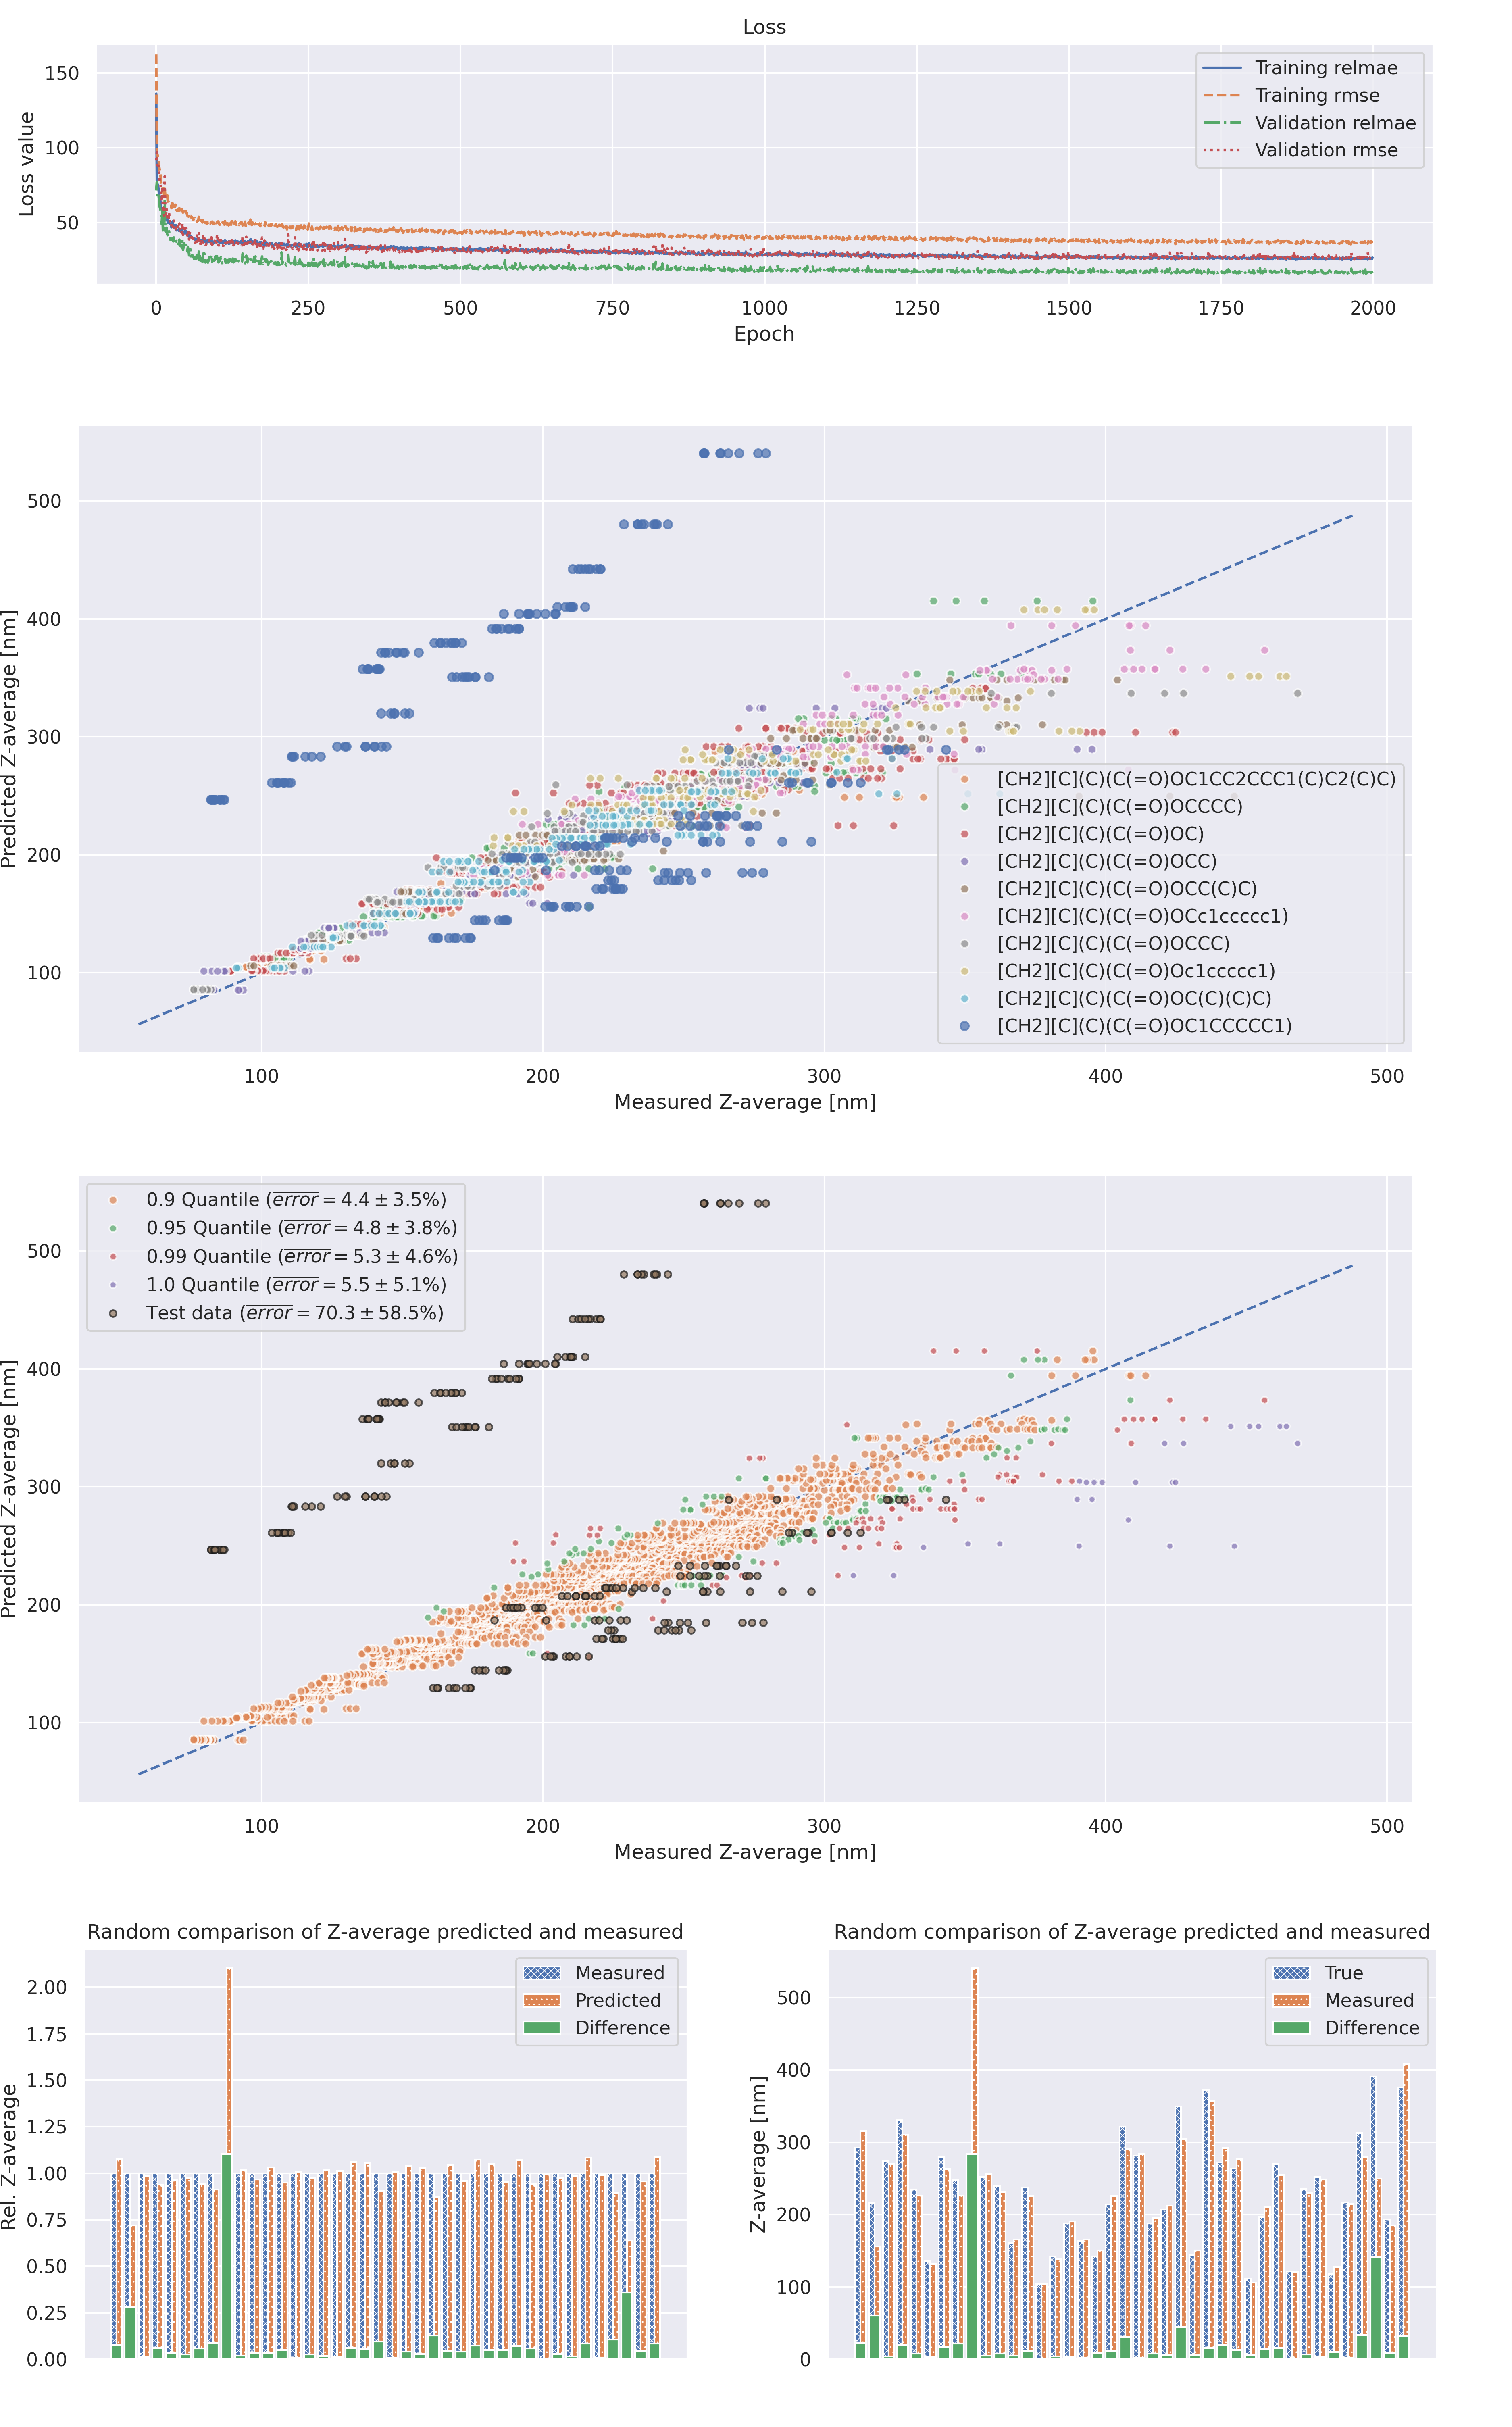 Loss
Loss value
150
100
50
Training relmae
Training rmse
Validation relmae
Validation rmse
0 250 500 750 1000 1250 1500 1750 2000
Epoch
Predicted Z-average [nm]
500
400
300
200
100
[CH2][C](C)(C(=O)OC1CC2CCC1(C)C2(C)C)
[CH2][C](C)(C(=O)OCCCC)
[CH2][C](C)(C(=O)OC)
[CH2][C](C)(C(=O)OCC)
[CH2][C](C)(C(=O)OCC(C)C)
[CH2][C](C)(C(=O)OCc1ccccc1)
[CH2][C](C)(C(=O)OCCC)
[CH2][C](C)(C(=O)Oc1ccccc1)
[CH2][C](C)(C(=O)OC(C)(C)C)
[CH2][C](C)(C(=O)OC1CCCCC1)
100 200 300 400 500
Measured Z-average [nm]
Predicted Z-average [nm]
500
400
300
200
100
0.9 Quantile (error = 4.4 ± 3.5%)
0.95 Quantile (error = 4.8 ± 3.8%)
0.99 Quantile (error = 5.3 ± 4.6%)
1.0 Quantile (error = 5.5 ± 5.1%)
Test data (error = 70.3 ± 58.5%)
100 200 300 400 500
Measured Z-average [nm]
Random comparison of Z-average predicted and measured
Rel. Z-average
2.00
1.75
1.50
1.25
1.00
0.75
0.50
0.25
0.00
Measured
Predicted
Difference
Random comparison of Z-average predicted and measured
Z-average [nm]
500
400
300
200
100
0
True
Measured
Difference